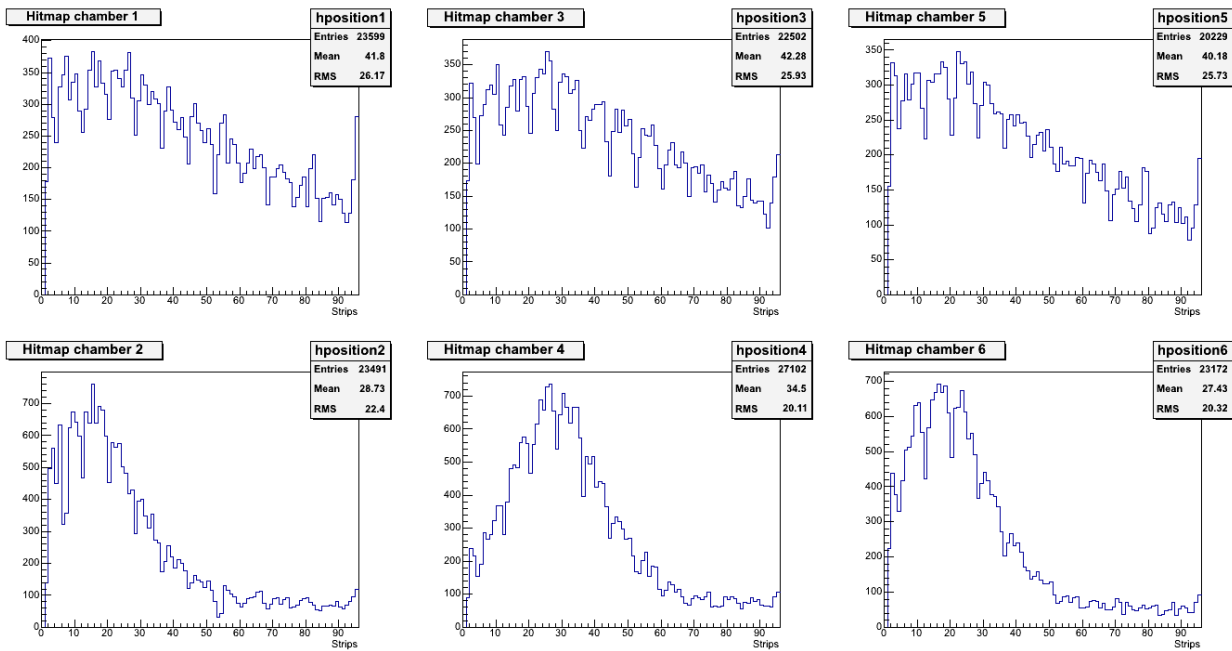 Hitmap chamber 1
hposition1
Entries 23599
Mean 41.8
RMS 26.17
400
350
300
250
200
150
100
50
0
0 10 20 30 40 50 60 70 80 90
Strips
Hitmap chamber 3
hposition3
Entries 22502
Mean 42.28
RMS 25.93
350
300
250
200
150
100
50
0
0 10 20 30 40 50 60 70 80 90
Strips
Hitmap chamber 5
hposition5
Entries 20229
Mean 40.18
RMS 25.73
350
300
250
200
150
100
50
0
0 10 20 30 40 50 60 70 80 90
Strips
Hitmap chamber 2
hposition2
Entries 23491
Mean 28.73
RMS 22.4
700
600
500
400
300
200
100
0
0 10 20 30 40 50 60 70 80 90
Strips
Hitmap chamber 4
hposition4
Entries 27102
Mean 34.5
RMS 20.11
700
600
500
400
300
200
100
0
0 10 20 30 40 50 60 70 80 90
Strips
Hitmap chamber 6
hposition6
Entries 23172
Mean 27.43
RMS 20.32
700
600
500
400
300
200
100
0
0 10 20 30 40 50 60 70 80 90
Strips